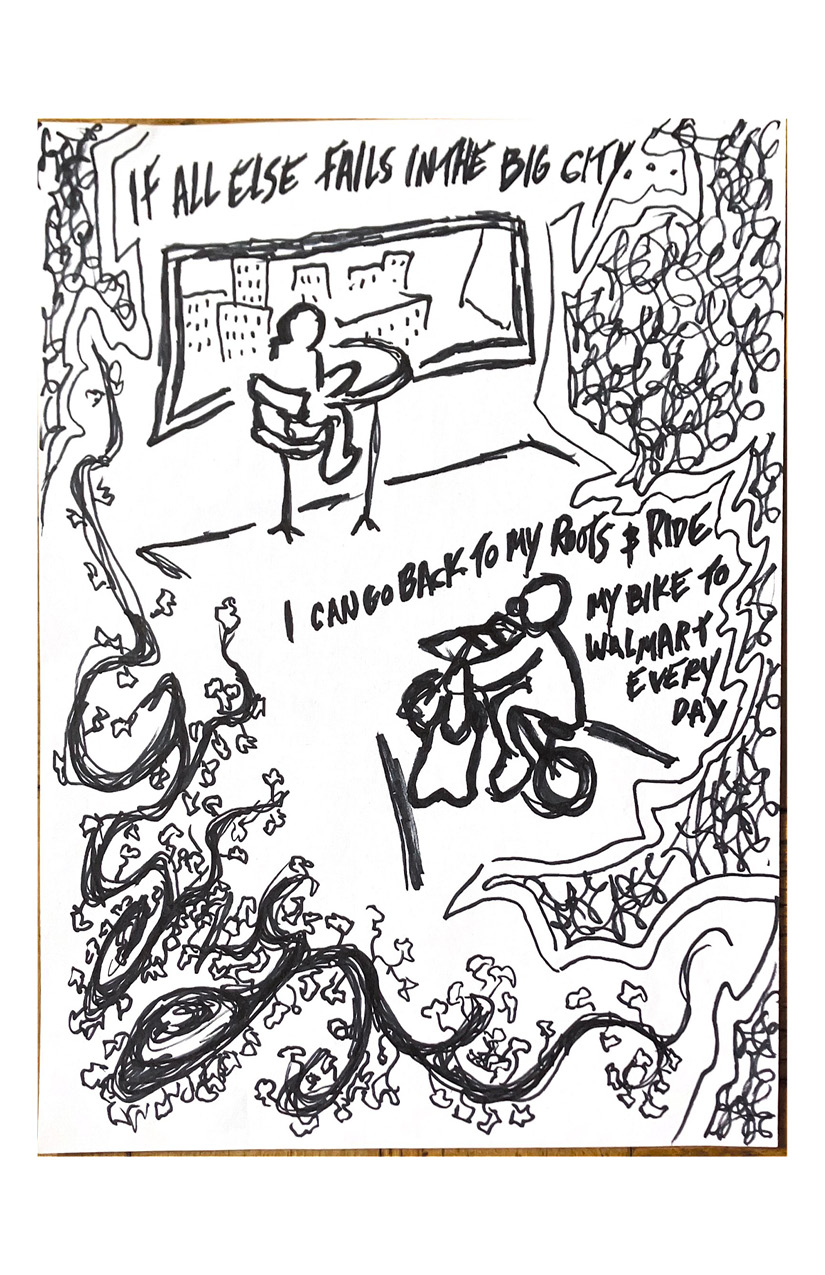 IF ALL ELSE FAILS IN THE BIG CITY...
I CAN GO BACK TO MY ROOTS & RIDE
MY BIKE TO
WALMART
EVERY
DAY